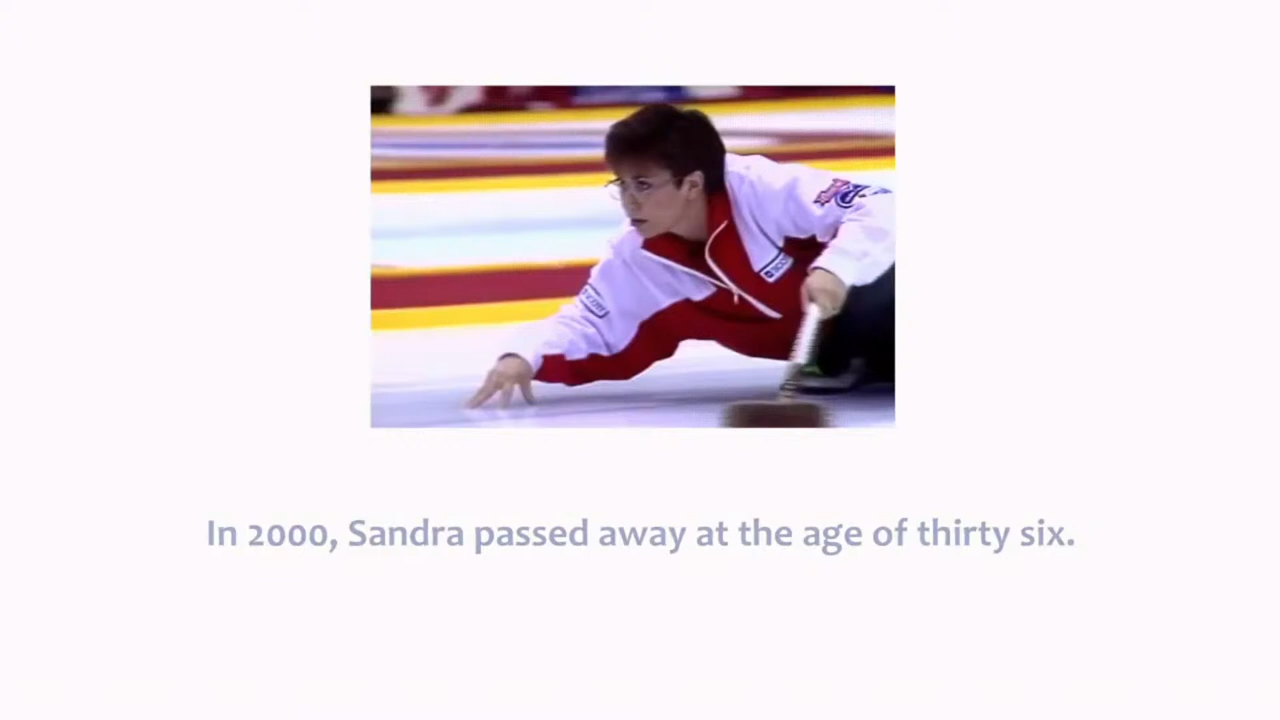 In 2000, Sandra passed away at the age of thirty six.